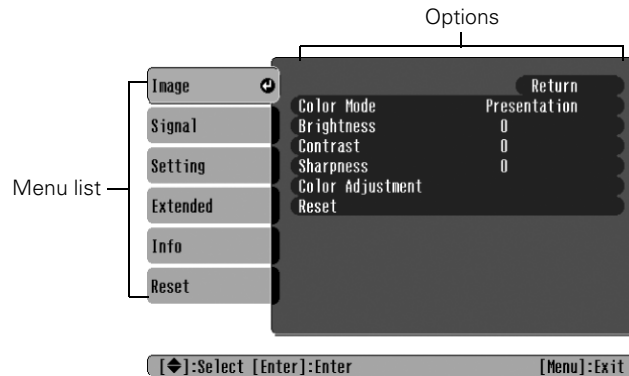 Options
Menu list
Image
Signal
Setting
Extended
Info
Reset
Return
Color Mode Presentation
Brightness 0
Contrast 0
Sharpness 0
Color Adjustment
Reset
[◆]:Select [Enter]:Enter [Menu]:Exit